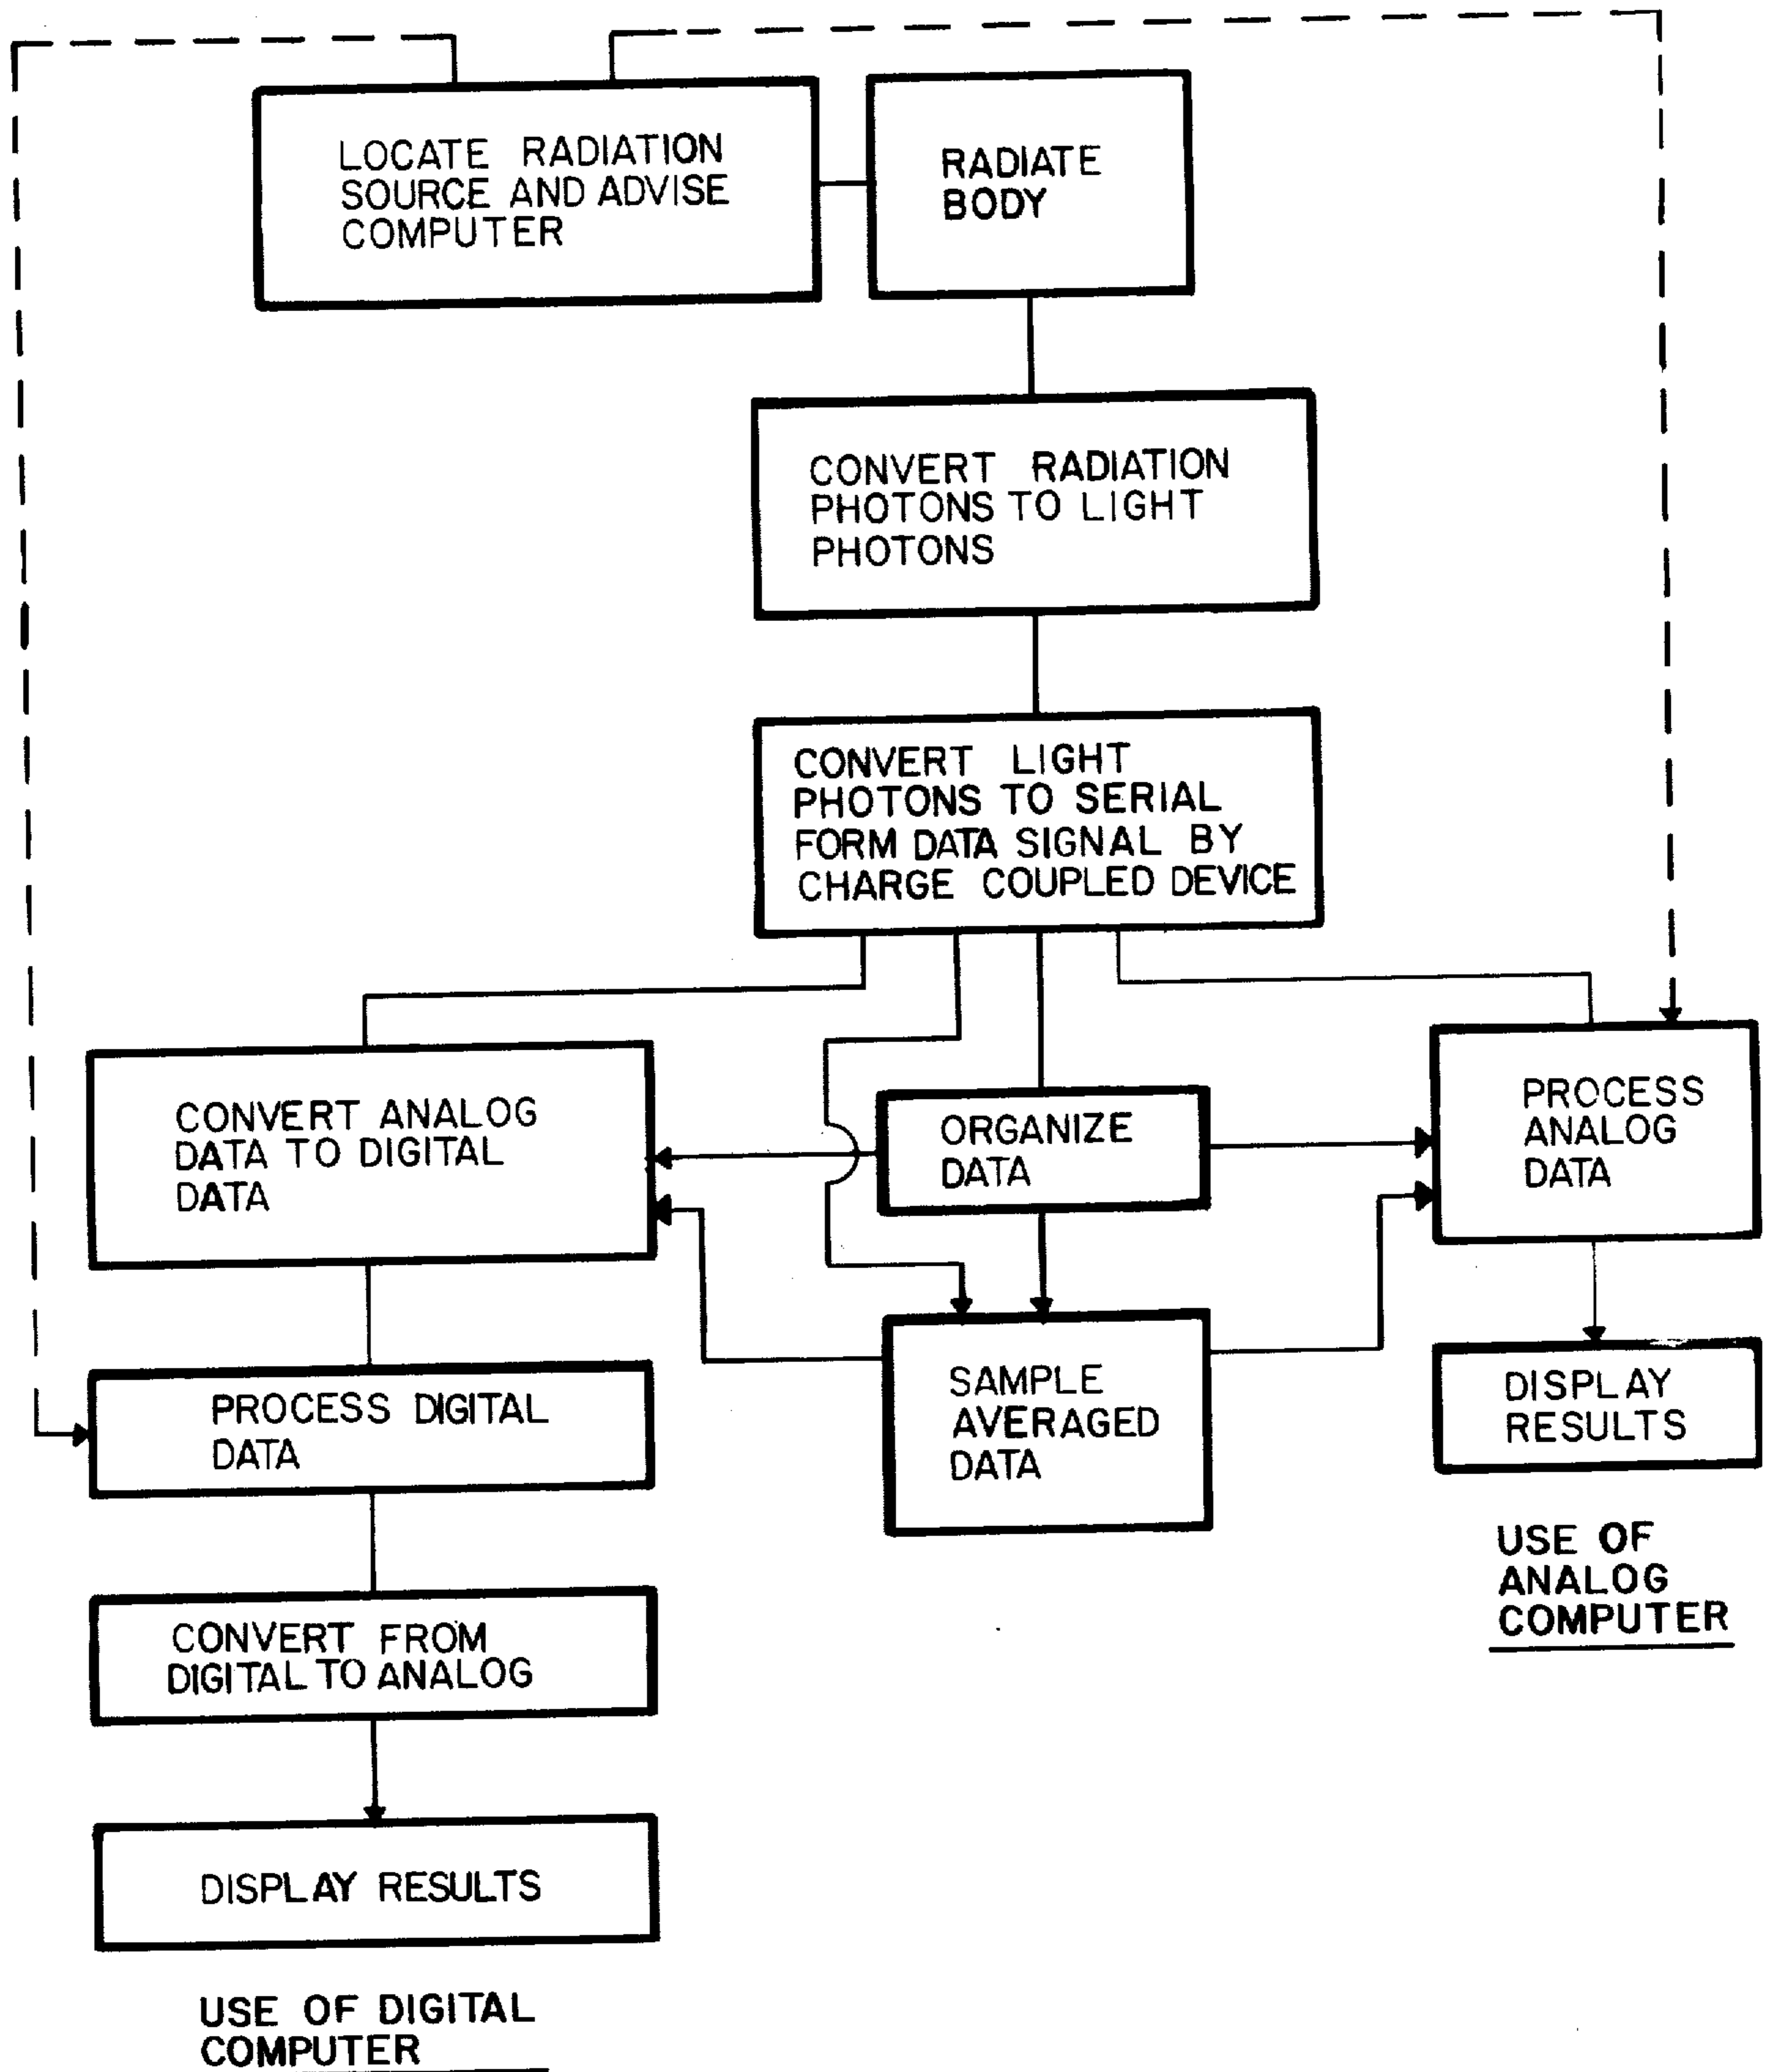 LOCATE RADIATION
SOURCE AND ADVISE
COMPUTER
RADIATE
BODY
CONVERT RADIATION
PHOTONS TO LIGHT
PHOTONS
CONVERT LIGHT
PHOTONS TO SERIAL
FORM DATA SIGNAL BY
CHARGE COUPLED DEVICE
CONVERT ANALOG
DATA TO DIGITAL
DATA
ORGANIZE
DATA
PROCESS
ANALOG
DATA
PROCESS DIGITAL
DATA
SAMPLE
AVERAGED
DATA
DISPLAY
RESULTS
USE OF
ANALOG
COMPUTER
CONVERT FROM
DIGITAL TO ANALOG
DISPLAY RESULTS
USE OF DIGITAL
COMPUTER